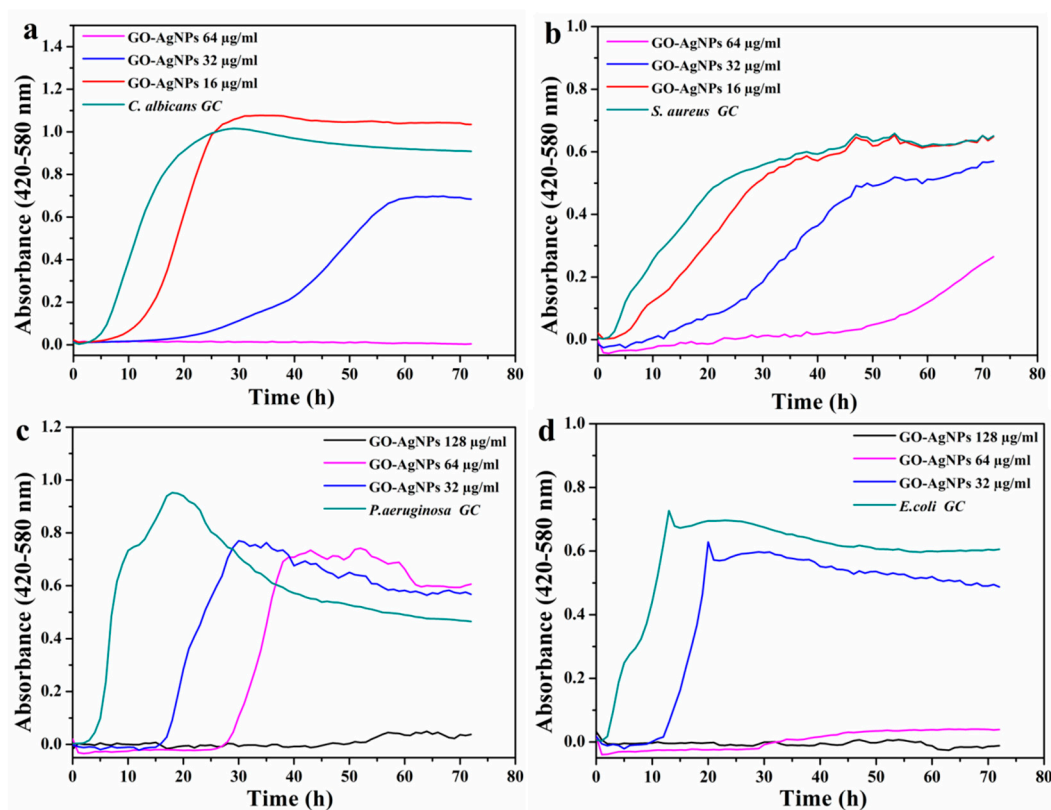 a
GO-AgNPs 64 µg/ml
GO-AgNPs 32 µg/ml
GO-AgNPs 16 µg/ml
C. albicans GC
Absorbance (420-580 nm)
1.4
1.2
1.0
0.8
0.6
0.4
0.2
0.0
0 10 20 30 40 50 60 70 80
Time (h)
b
GO-AgNPs 64 µg/ml
GO-AgNPs 32 µg/ml
GO-AgNPs 16 µg/ml
S. aureus GC
Absorbance (420-580 nm)
1.0
0.8
0.6
0.4
0.2
0.0
0 10 20 30 40 50 60 70 80
Time (h)
c
GO-AgNPs 128 µg/ml
GO-AgNPs 64 µg/ml
GO-AgNPs 32 µg/ml
P.aeruginosa GC
Absorbance (420-580 nm)
1.2
1.0
0.8
0.6
0.4
0.2
0.0
0 10 20 30 40 50 60 70 80
Time (h)
d
GO-AgNPs 128 µg/ml
GO-AgNPs 64 µg/ml
GO-AgNPs 32 µg/ml
E.coli GC
Absorbance (420-580 nm)
1.0
0.8
0.6
0.4
0.2
0.0
0 10 20 30 40 50 60 70 80
Time (h)